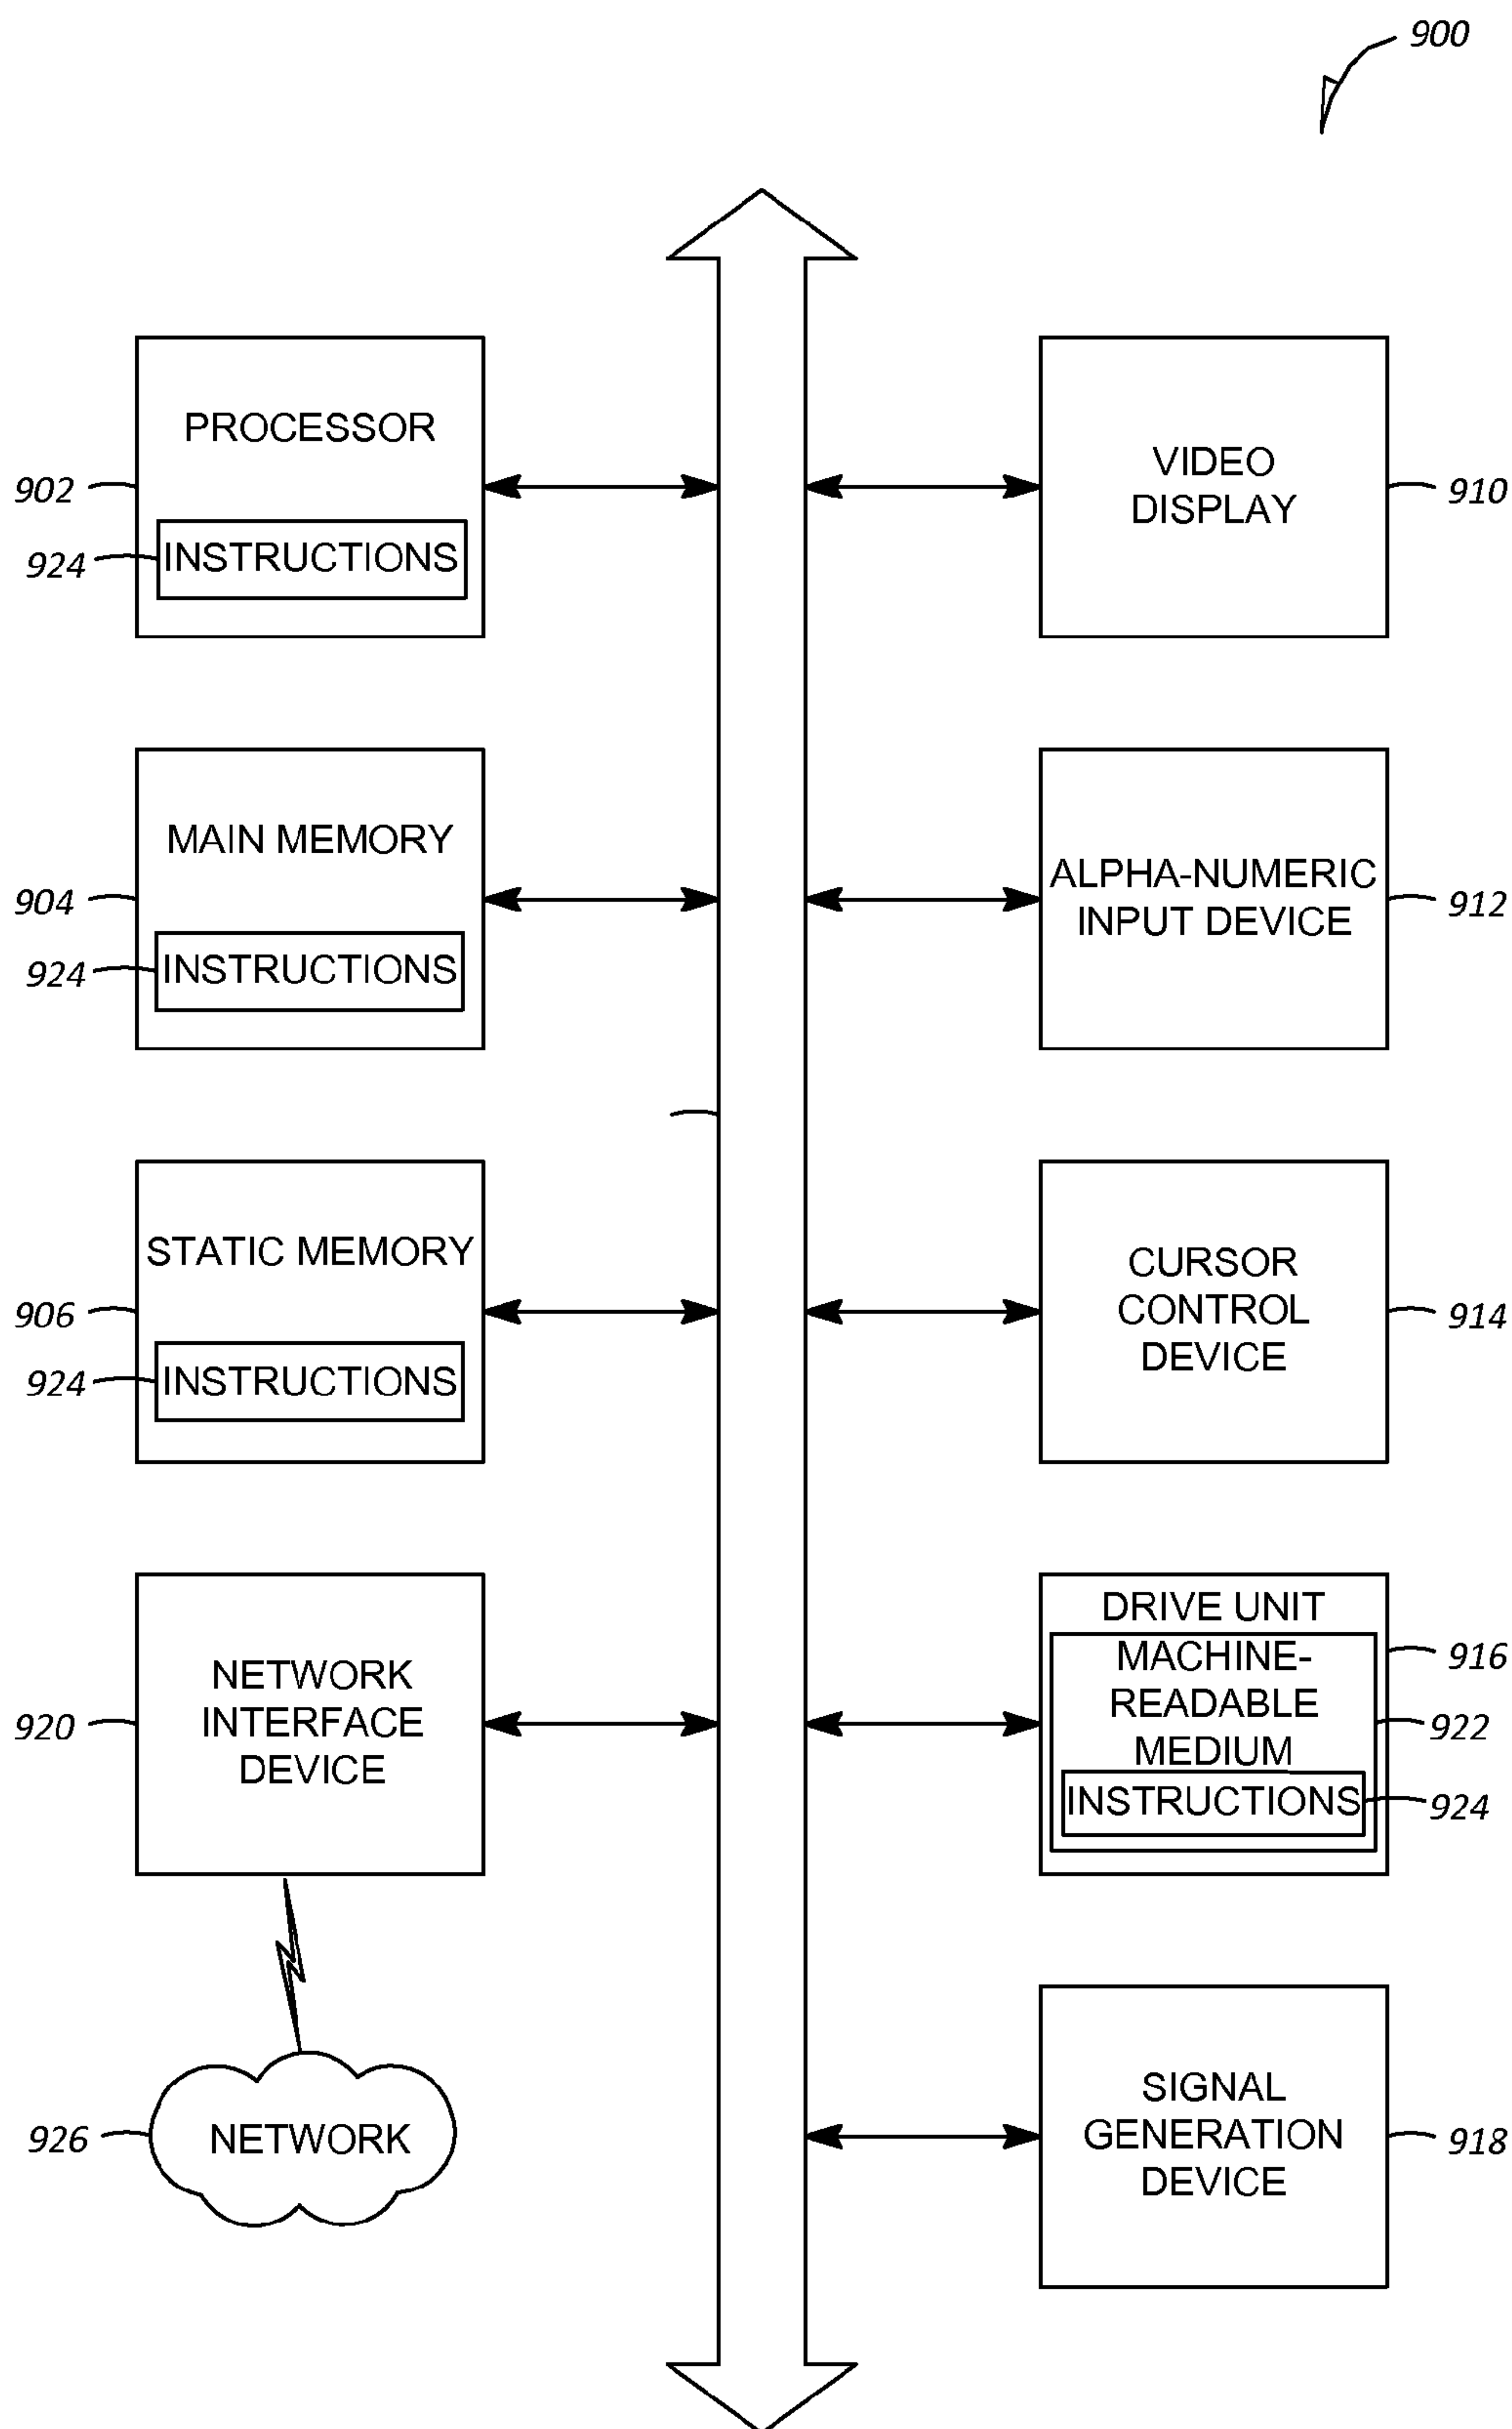 900
PROCESSOR
902
924
INSTRUCTIONS
VIDEO
DISPLAY
910
MAIN MEMORY
904
924
INSTRUCTIONS
ALPHA-NUMERIC
INPUT DEVICE
912
STATIC MEMORY
906
924
INSTRUCTIONS
CURSOR
CONTROL
DEVICE
914
NETWORK
INTERFACE
DEVICE
920
DRIVE UNIT
MACHINE-
READABLE
MEDIUM
INSTRUCTIONS
916
922
924
NETWORK
926
SIGNAL
GENERATION
DEVICE
918